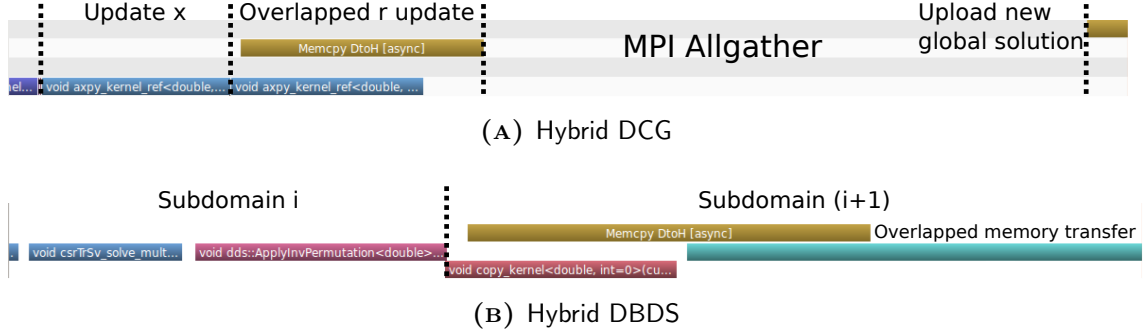 Update x
Overlapped r update
Upload new
global solution
Memcpy DtoH [async]
MPI Allgather
nel...
void axpy_kernel_ref<double,...
void axpy_kernel_ref<double, ...
(A) Hybrid DCG
Subdomain i
Subdomain (i+1)
Memcpy DtoH [async]
Overlapped memory transfer
..
void csrTrSv_solve_mult...
void dds::ApplyInvPermutation<double>...
void copy_kernel<double, int=0>(cu...
(B) Hybrid DBDS